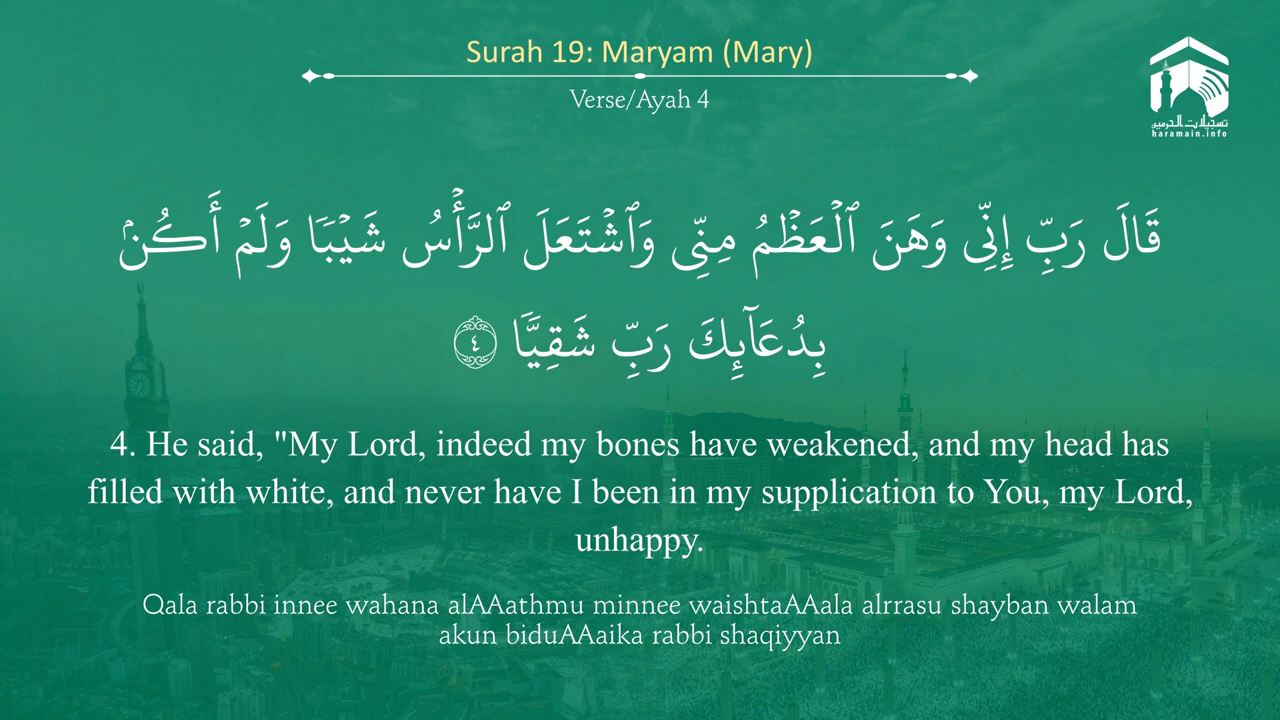 Surah 19: Maryam (Mary)
Verse/Ayah 4
تسجيلات الحرمين
haramain.info
قَالَ رَبِّ إِنِّى وَهَنَ ٱلْعَظْمُ مِنِّى وَٱشْتَعَلَ ٱلرَّأْسُ شَيْبًا وَلَمْ أَكُنۢ
بِدُعَآئِكَ رَبِّ شَقِيًّا ٤
4. He said, "My Lord, indeed my bones have weakened, and my head has
filled with white, and never have I been in my supplication to You, my Lord,
unhappy.
Qala rabbi innee wahana alAAathmu minnee waishtaAAala alrrasu shayban walam
akun biduAAaika rabbi shaqiyyan